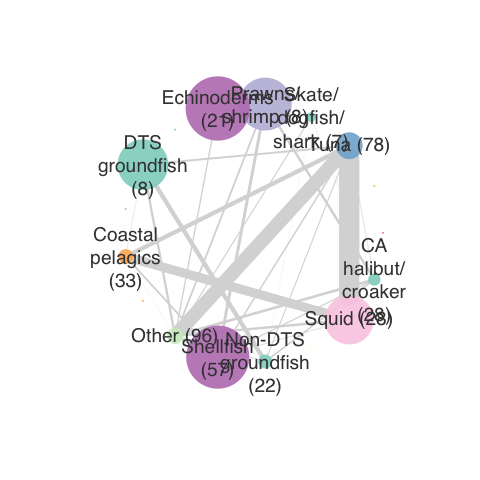 Echinoderms
(21)
Prawns/
shrimp (8)
Skate/
dogfish/
shark (7)
Tuna (78)
DTS
groundfish
(8)
Coastal
pelagics
(33)
CA
halibut/
croaker
(28)
Squid (28)
Other (96)
Shellfish
(57)
Non-DTS
groundfish
(22)